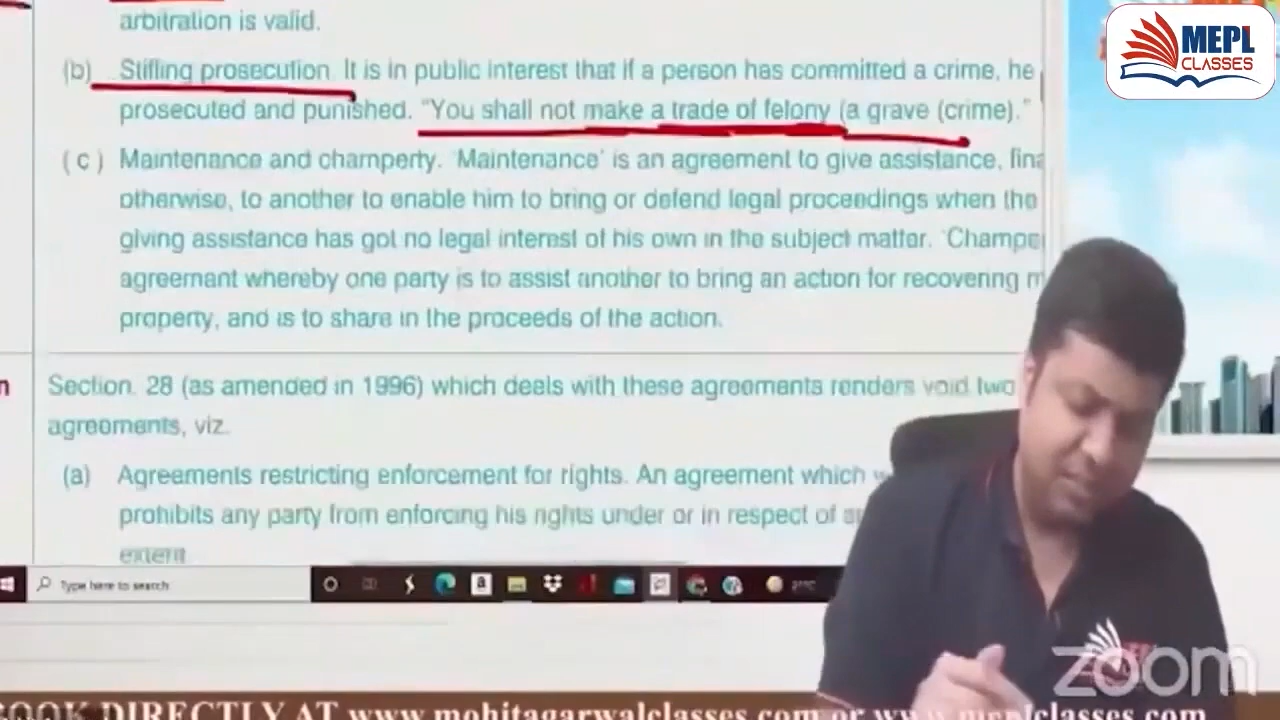 arbitration is valid.
(b) Stifling prosecution. It is in public interest that if a person has committed a crime, he
prosecuted and punished. "You shall not make a trade of felony (a grave (crime)."
(c) Maintenance and champerty. 'Maintenance' is an agreement to give assistance,
otherwise, to another to enable him to bring or defend legal proceedings when the
giving assistance has got no legal interest of his own in the subject matter.
agreemant whereby one party is to assist another to bring an action for recovering
property, and is to share in the proceeds of the action.
Section. 28 (as amended in 1996) which deals with these agreements renders void two
agreements, viz.
(a) Agreements restricting enforcement for rights. An agreement which
prohibits any party from enforcing his rights under or in respect of
extent
Type here to search
MEPL
CLASSES
zoom
BOOK DIRECTLY AT www.mohitagarwalclasses.com or www.meplclasses.com